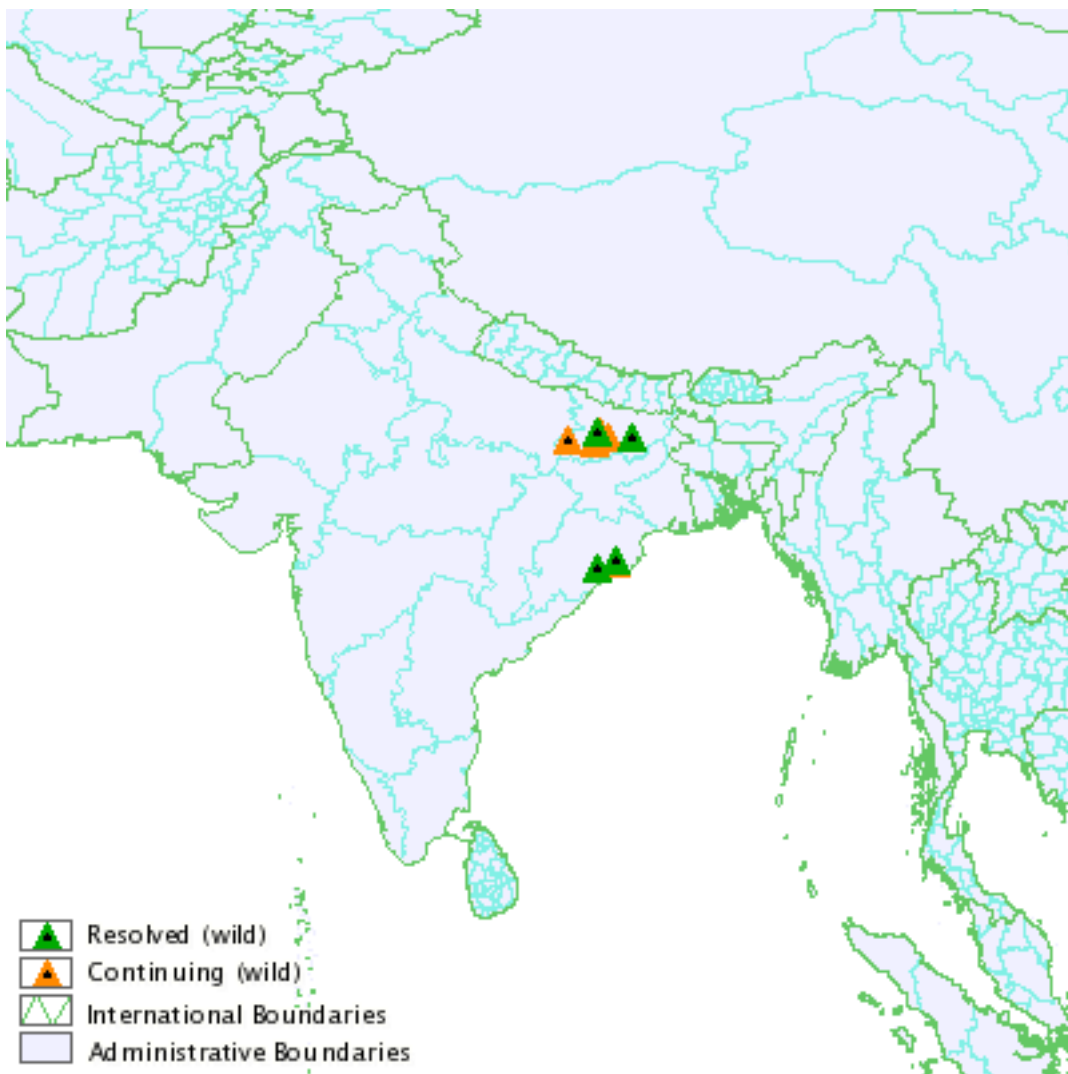 Resolved (wild)
Continuing (wild)
International Boundaries
Administrative Boundaries